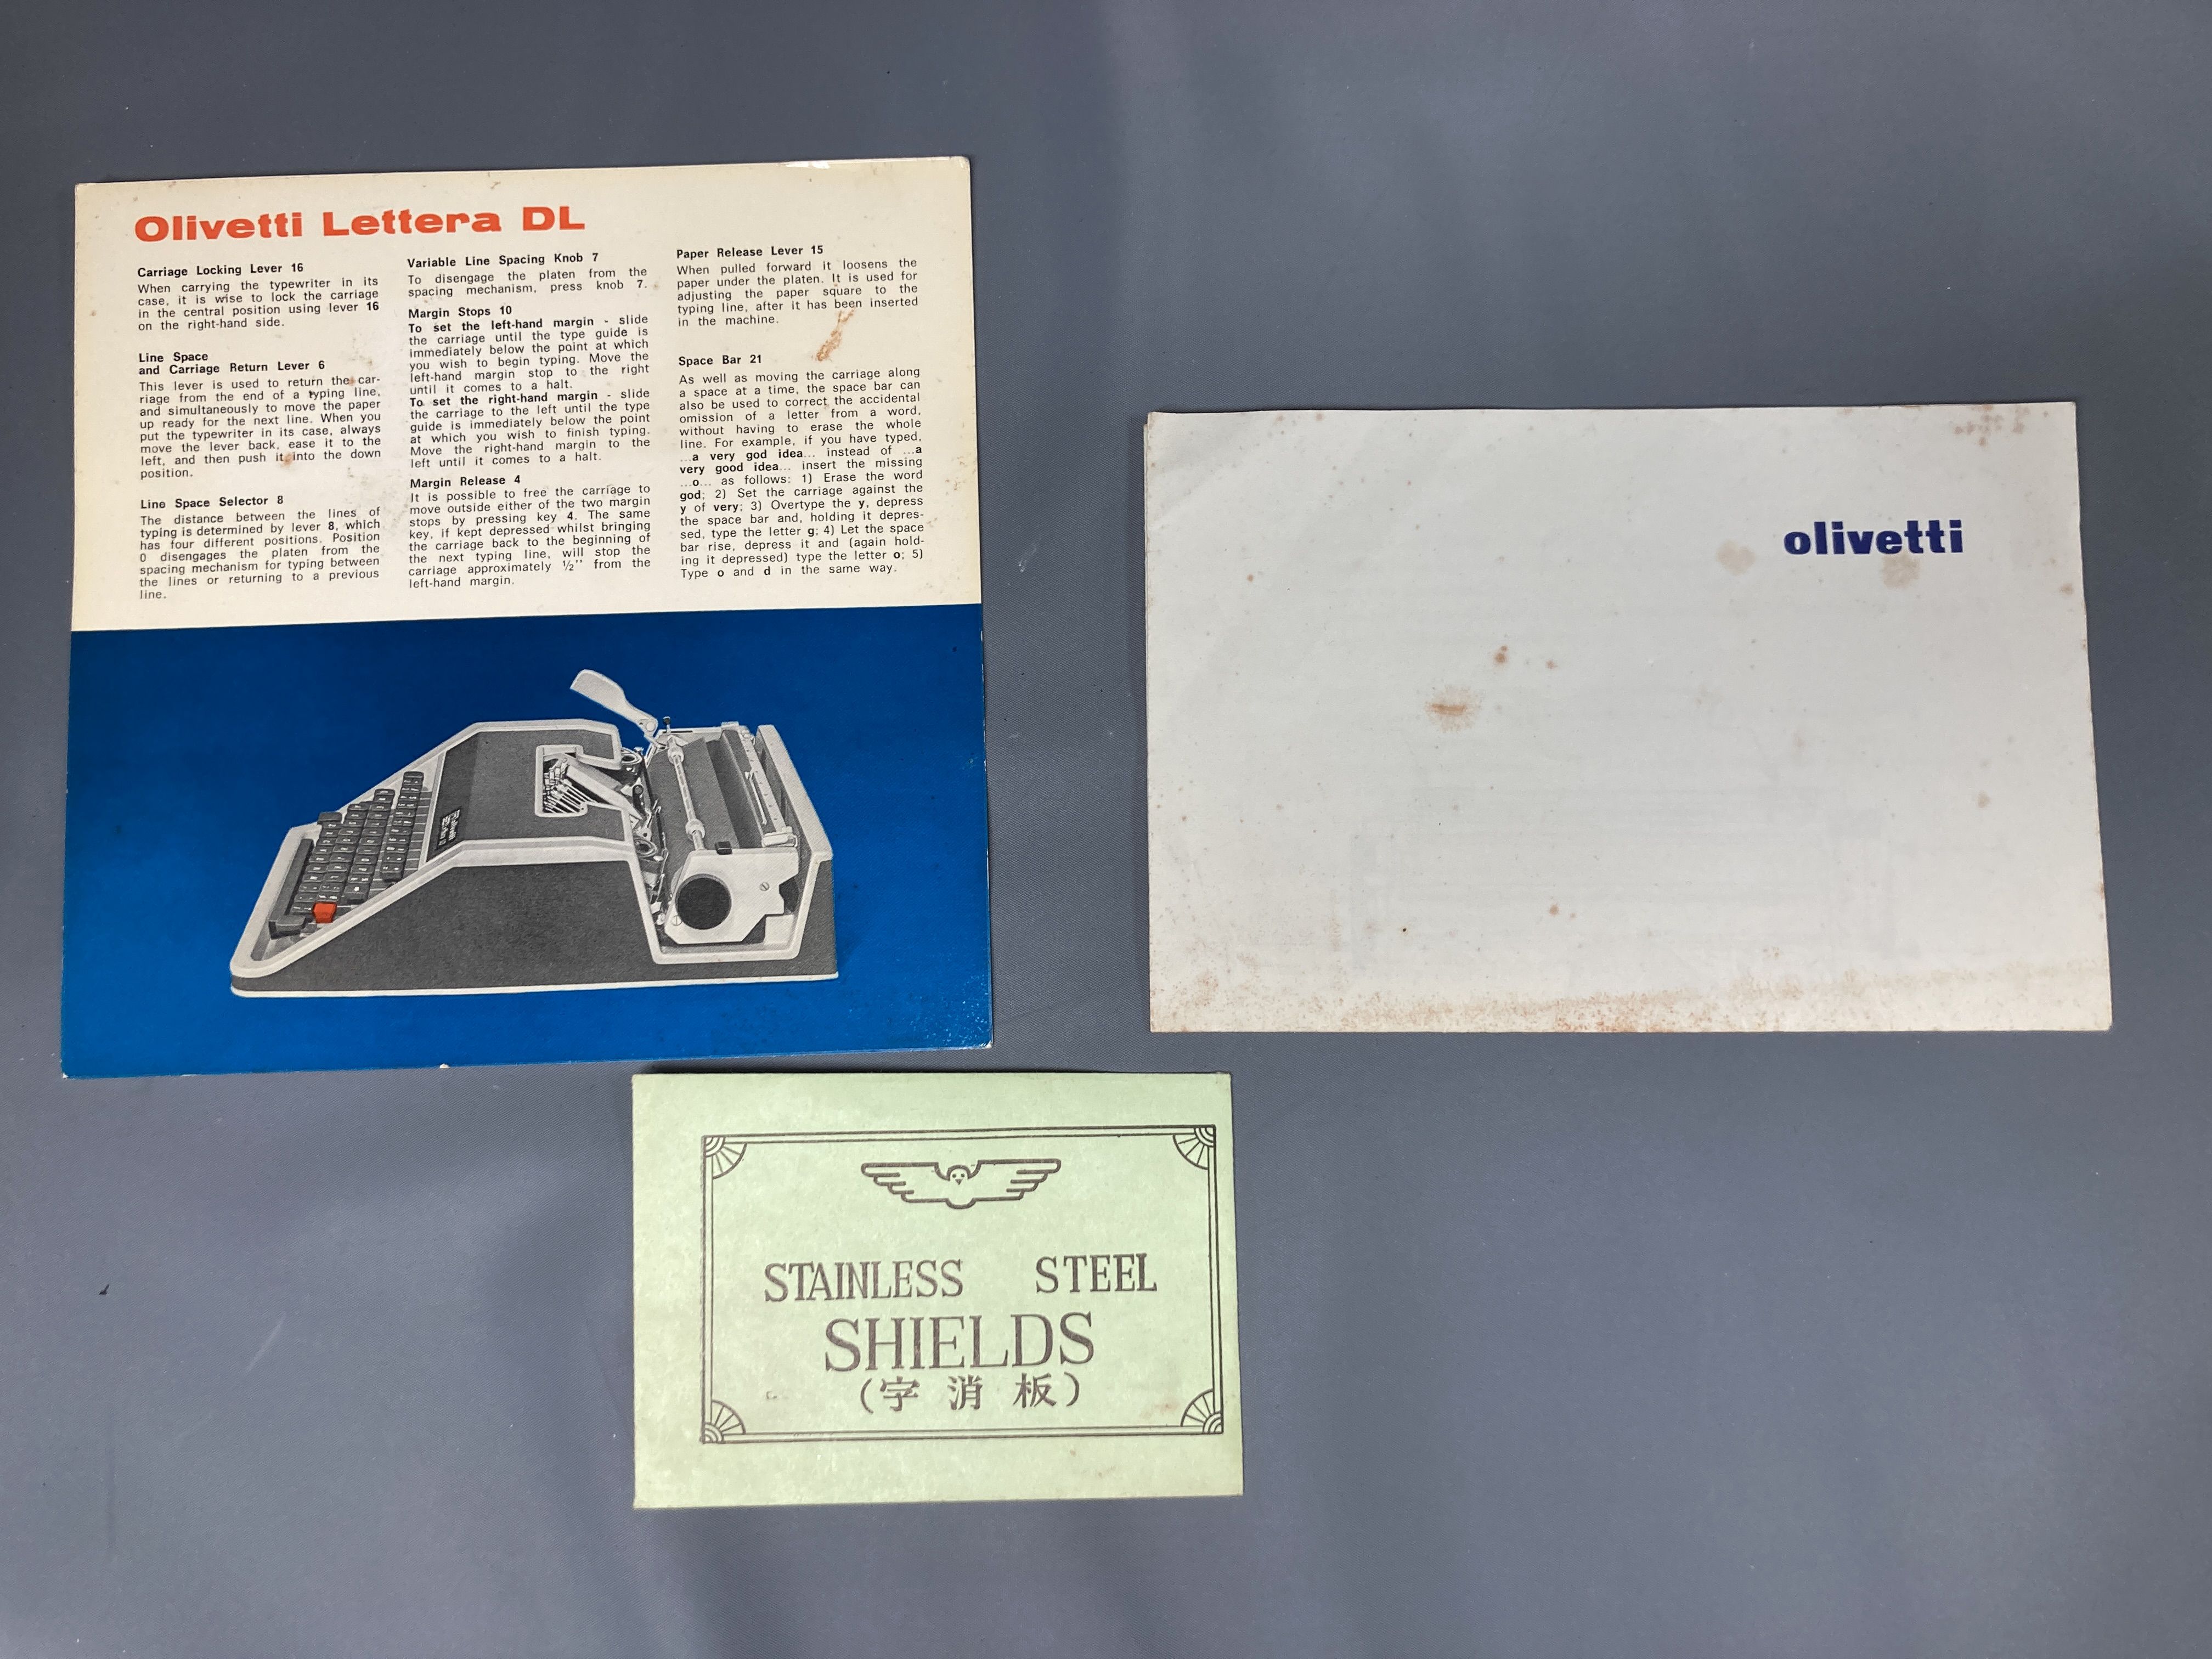 Olivetti Lettera DL
Carriage Locking Lever 16
When carrying the typewriter in its
case, it is wise to lock the carriage
in the central position using lever 16
on the right-hand side.
Line Space
and Carriage Return Lever 6
This lever is used to return the car-
riage from the end of a typing line,
and simultaneously to move the paper
up ready for the next line. When you
put the typewriter in its case, always
move the lever back, ease it to the
left, and then push it into the down
position.
Line Space Selector 8
The distance between the lines of
typing is determined by lever 8, which
has four different positions. Position
0 disengages the platen from the
spacing mechanism for typing between
the lines or returning to a previous
line.
Variable Line Spacing Knob 7
To disengage the platen from the
spacing mechanism, press knob 7.
Margin Stops 10
To set the left-hand margin - slide
the carriage until the type guide is
immediately below the point at which
you wish to begin typing. Move the
left-hand margin stop to the right
until it comes to a halt.
To set the right-hand margin - slide
the carriage to the left until the type
guide is immediately below the point
at which you wish to finish typing.
Move the right-hand margin to the
left until it comes to a halt.
Margin Release 4
It is possible to free the carriage to
move outside either of the two margin
stops by pressing key 4. The same
key, if kept depressed whilst bringing
the carriage back to the beginning of
the next typing line, will stop the
carriage approximately ½'' from the
left-hand margin.
Paper Release Lever 15
When pulled forward it loosens the
paper under the platen. It is used for
adjusting the paper square to the
typing line, after it has been inserted
in the machine.
Space Bar 21
As well as moving the carriage along
a space at a time, the space bar can
also be used to correct the accidental
omission of a letter from a word,
without having to erase the whole
line. For example, if you have typed,
...a very god idea... instead of ...a
very good idea... insert the missing
...o... as follows: 1) Erase the word
god; 2) Set the carriage against the
y of very; 3) Overtype the y, depress
the space bar and, holding it depres-
sed, type the letter g; 4) Let the space
bar rise, depress it and (again hold-
ing it depressed) type the letter o; 5)
Type o and d in the same way.
olivetti
STAINLESS STEEL
SHIELDS
(字消板)